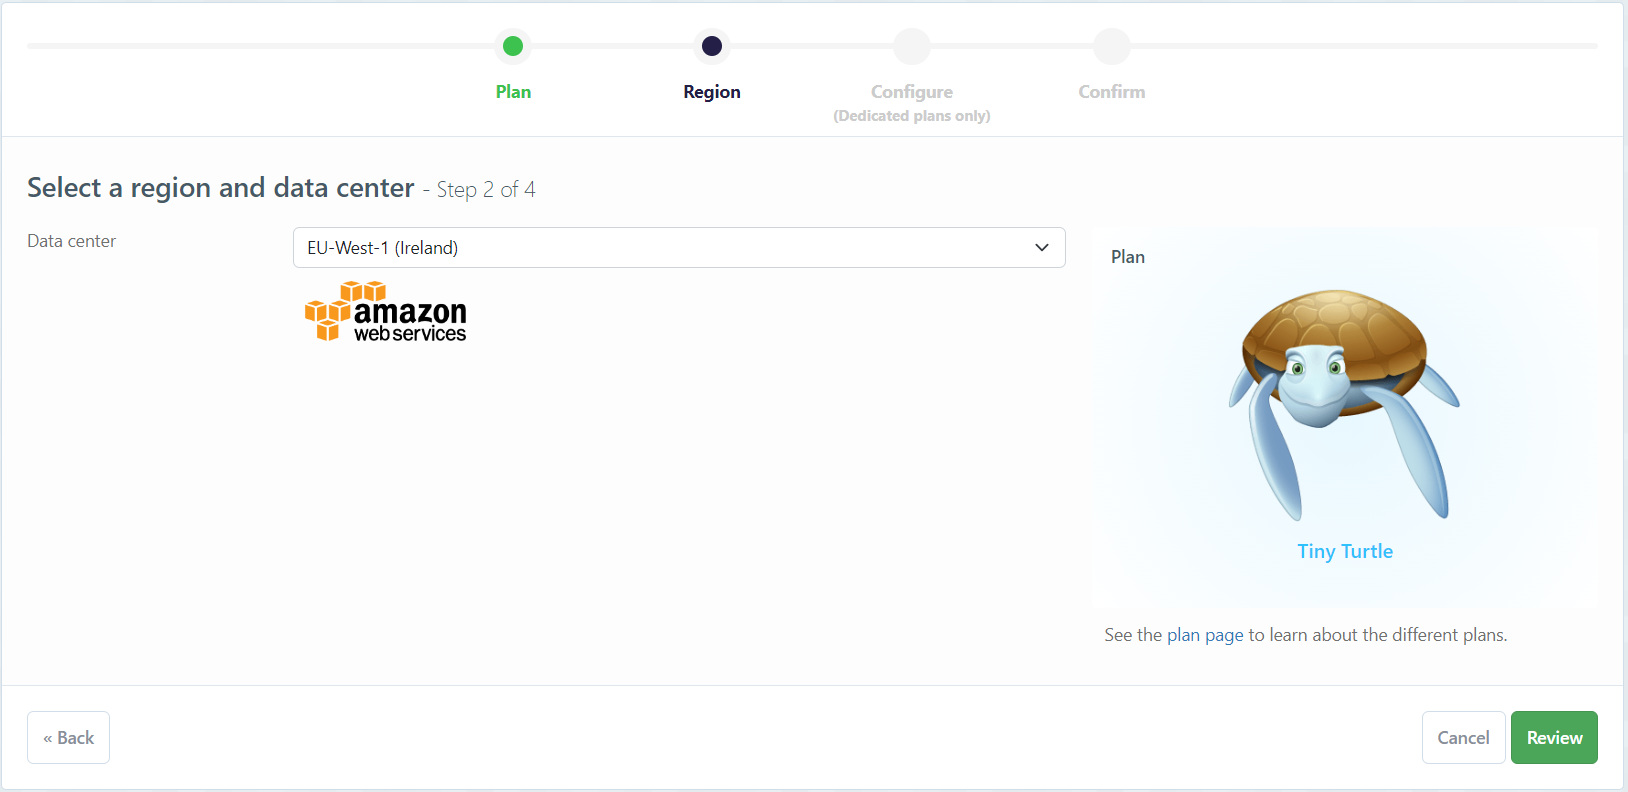 Plan
Region
Configure
(Dedicated plans only)
Confirm
Select a region and data center - Step 2 of 4
Data center
EU-West-1 (Ireland)
amazon
web services
Plan
Tiny Turtle
See the plan page to learn about the different plans.
« Back
Cancel
Review